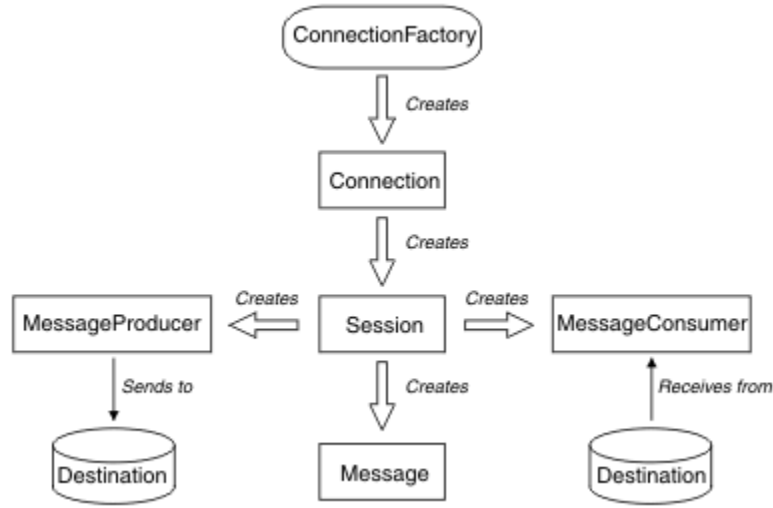 ConnectionFactory
Creates
Connection
Creates
Creates
Creates
MessageProducer
Session
MessageConsumer
Sends to
Creates
Receives from
Destination
Message
Destination